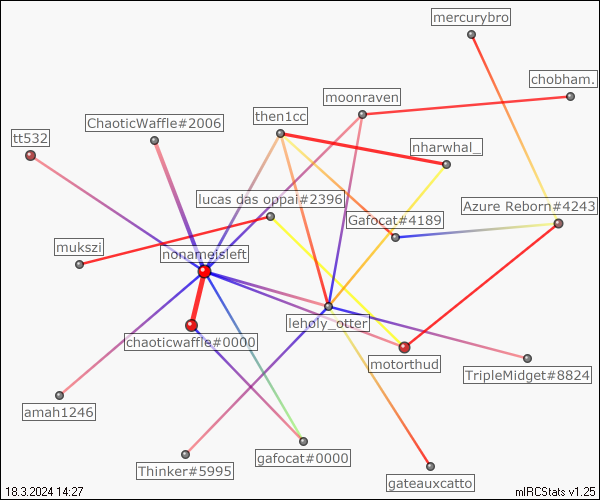 mercurybro
chobham.
moonraven
then1cc
ChaoticWaffle#2006
tt532
nharwhal_
lucas das oppai#2396
Azure Reborn#4243
Gafocat#4189
mukszi
nonameisleft
leholy_otter
chaoticwaffle#0000
motorthud
TripleMidget#8824
amah1246
gafocat#0000
Thinker#5995
gateauxcatto
18.3.2024 14:27
mIRCStats v1.25